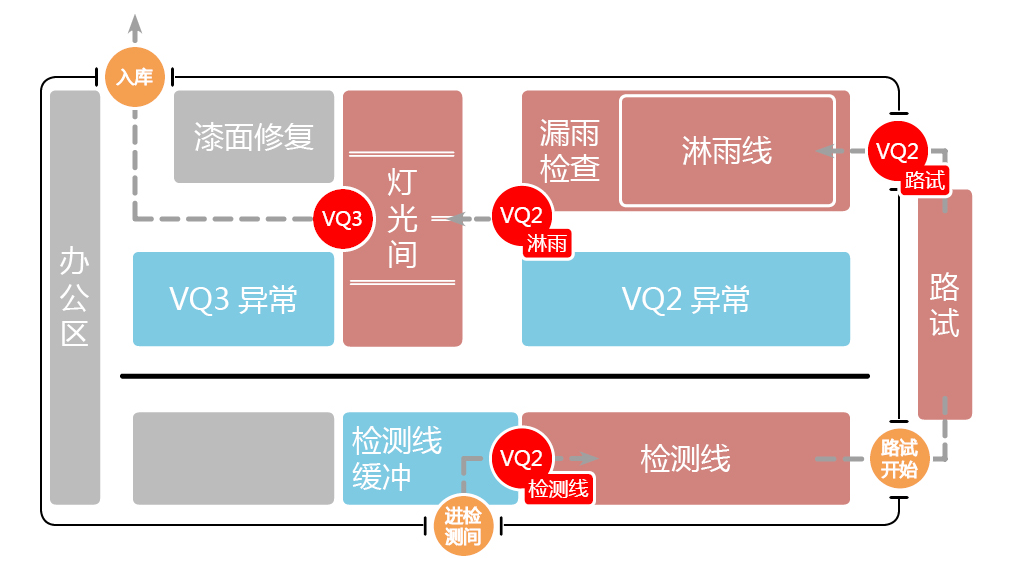 入库
漆面修复
灯
光
间
漏雨
检查
淋雨线
VQ2
路试
VQ3
VQ2
淋雨
办
公
区
VQ3 异常
VQ2 异常
路
试
检测线
缓冲
VQ2
检测线
检测线
路试
开始
进检
测间